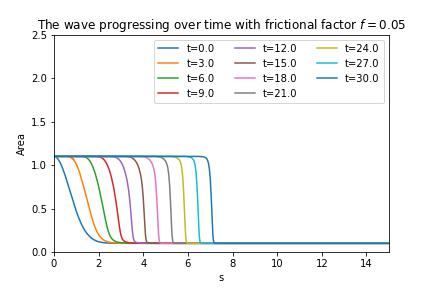 The wave progressing over time with frictional factor f = 0.05
2.5
2.0
1.5
1.0
0.5
0.0
Area
t=0.0
t=3.0
t=6.0
t=9.0
t=12.0
t=15.0
t=18.0
t=21.0
t=24.0
t=27.0
t=30.0
0 2 4 6 8 10 12 14
s